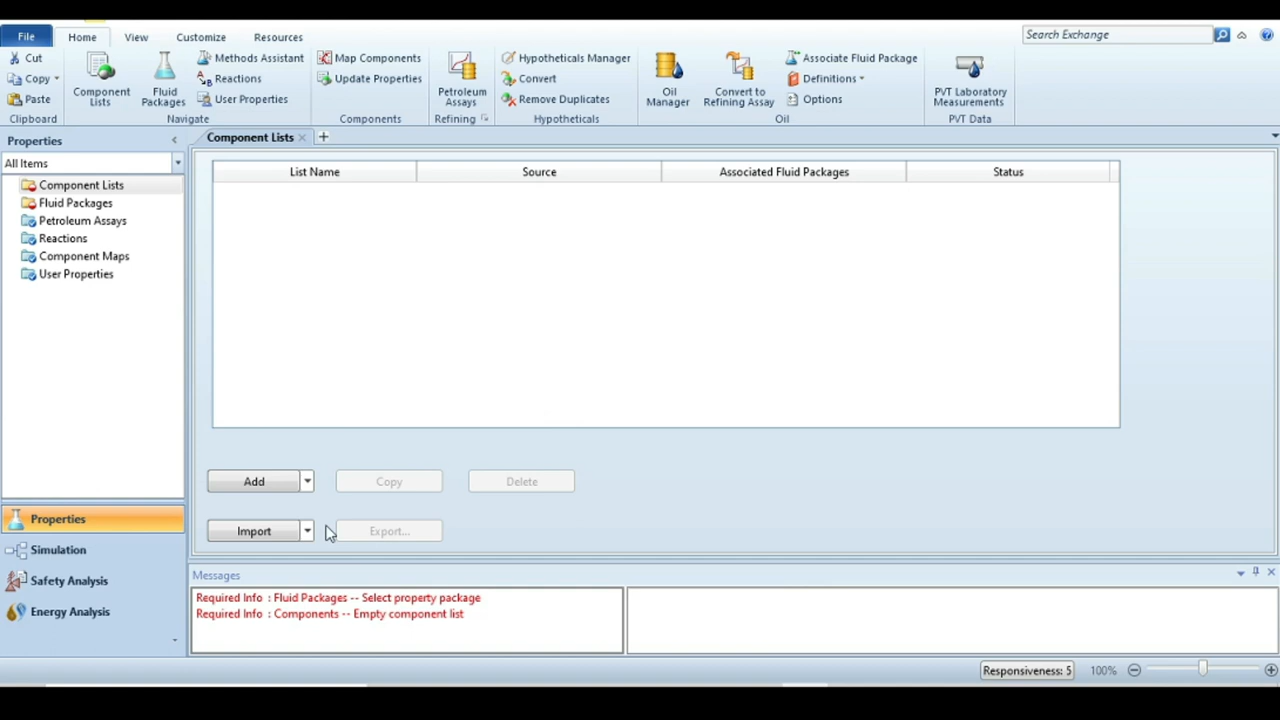 File Home View Customize Resources Search Exchange
Cut
Copy
Paste
Clipboard
Component Lists
Fluid Packages
Methods Assistant
Reactions
User Properties
Navigate
Map Components
Update Properties
Components
Petroleum Assays
Refining
Hypotheticals Manager
Convert
Remove Duplicates
Hypotheticals
Oil Manager
Convert to Refining Assay
Associate Fluid Package
Definitions
Options
Oil
PVT Laboratory Measurements
PVT Data
Properties
All Items
Component Lists
Fluid Packages
Petroleum Assays
Reactions
Component Maps
User Properties
Properties
Simulation
Safety Analysis
Energy Analysis
Component Lists
List Name Source Associated Fluid Packages Status
Add Copy Delete
Import Export...
Messages
Required Info : Fluid Packages -- Select property package
Required Info : Components -- Empty component list
Responsiveness: 5 100%